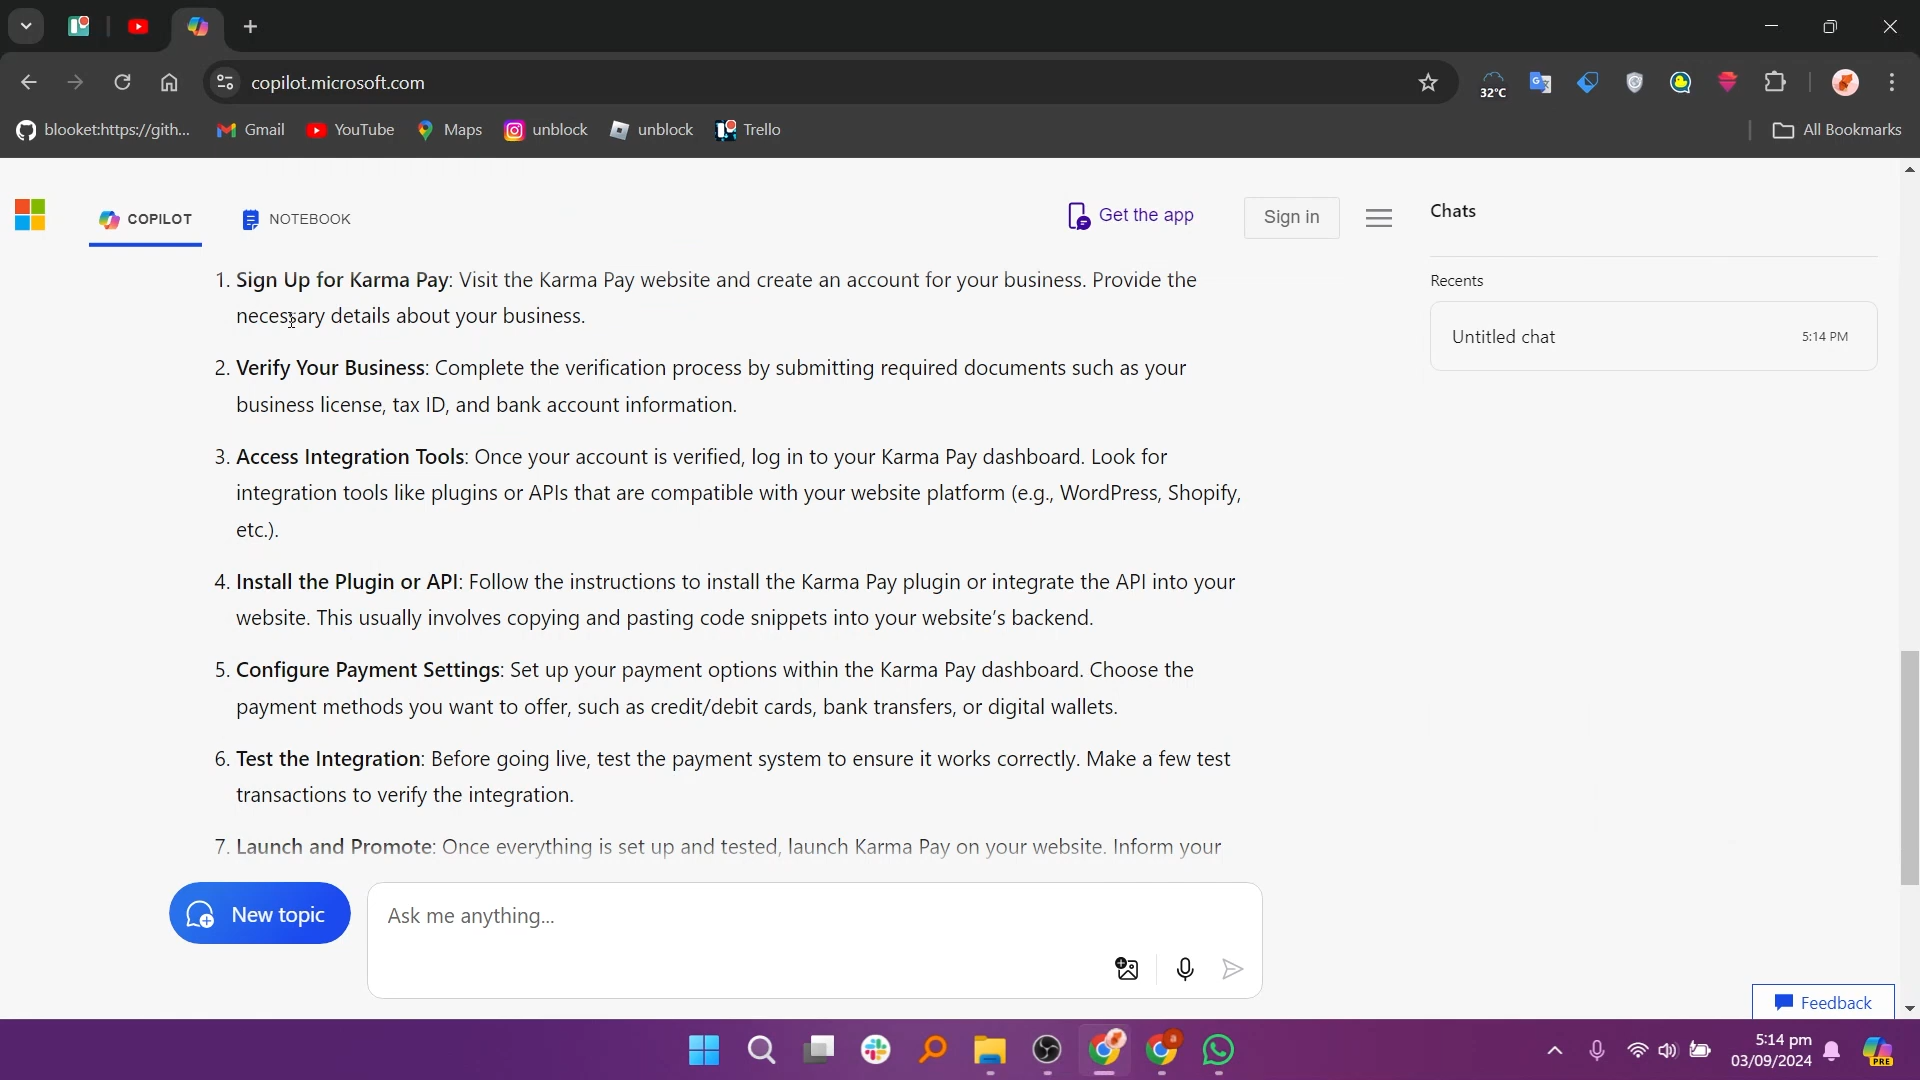 copilot.microsoft.com
32°C
blooket:https://gith...
Gmail
YouTube
Maps
unblock
unblock
Trello
All Bookmarks
COPILOT
NOTEBOOK
Get the app
Sign in
Chats
Recents
Untitled chat
5:14 PM
1. Sign Up for Karma Pay: Visit the Karma Pay website and create an account for your business. Provide the
necessary details about your business.
2. Verify Your Business: Complete the verification process by submitting required documents such as your
business license, tax ID, and bank account information.
3. Access Integration Tools: Once your account is verified, log in to your Karma Pay dashboard. Look for
integration tools like plugins or APIs that are compatible with your website platform (e.g., WordPress, Shopify,
etc.).
4. Install the Plugin or API: Follow the instructions to install the Karma Pay plugin or integrate the API into your
website. This usually involves copying and pasting code snippets into your website’s backend.
5. Configure Payment Settings: Set up your payment options within the Karma Pay dashboard. Choose the
payment methods you want to offer, such as credit/debit cards, bank transfers, or digital wallets.
6. Test the Integration: Before going live, test the payment system to ensure it works correctly. Make a few test
transactions to verify the integration.
7. Launch and Promote: Once everything is set up and tested, launch Karma Pay on your website. Inform your
New topic
Ask me anything...
Feedback
5:14 pm
03/09/2024
PRE